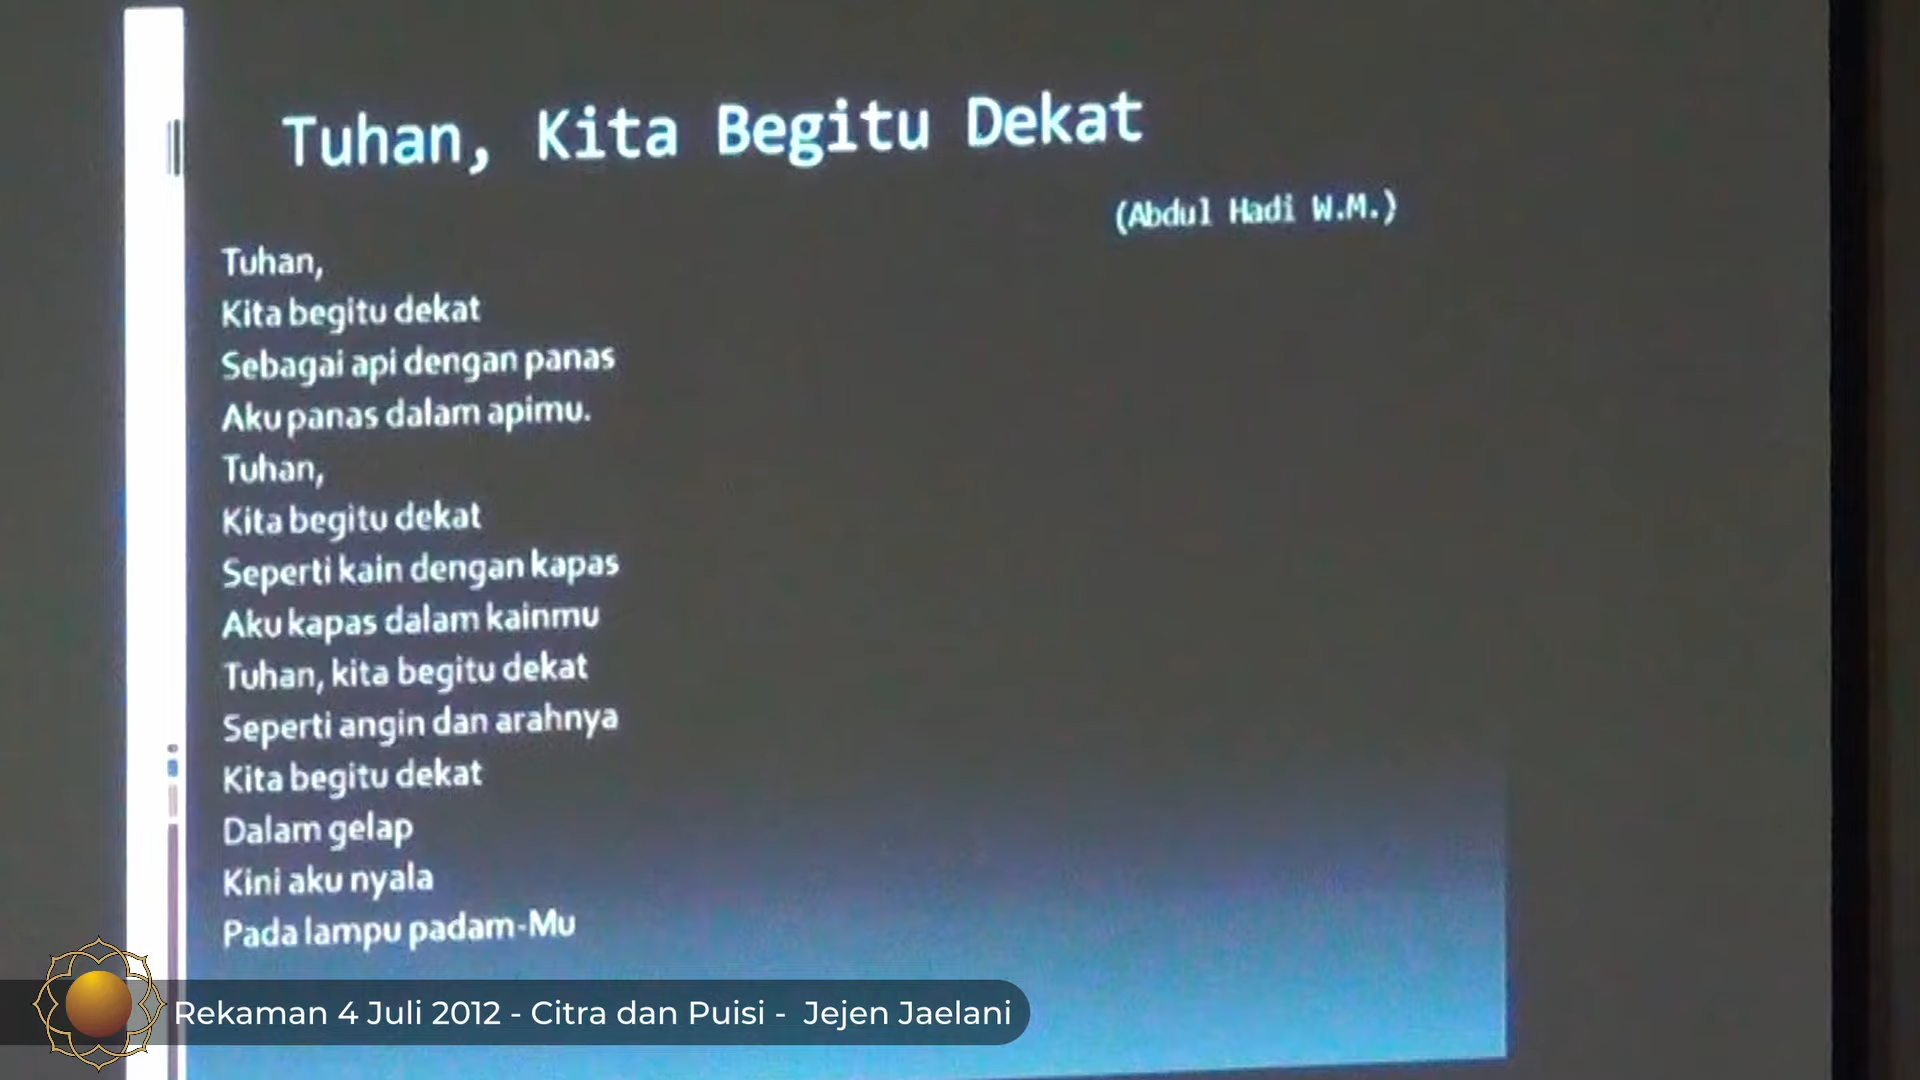 Tuhan, Kita Begitu Dekat
(Abdul Hadi W.M.)
Tuhan,
Kita begitu dekat
Sebagai api dengan panas
Aku panas dalam apimu.
Tuhan,
Kita begitu dekat
Seperti kain dengan kapas
Aku kapas dalam kainmu
Tuhan, kita begitu dekat
Seperti angin dan arahnya
Kita begitu dekat
Dalam gelap
Kini aku nyala
Pada lampu padam-Mu
Rekaman 4 Juli 2012 - Citra dan Puisi - Jejen Jaelani